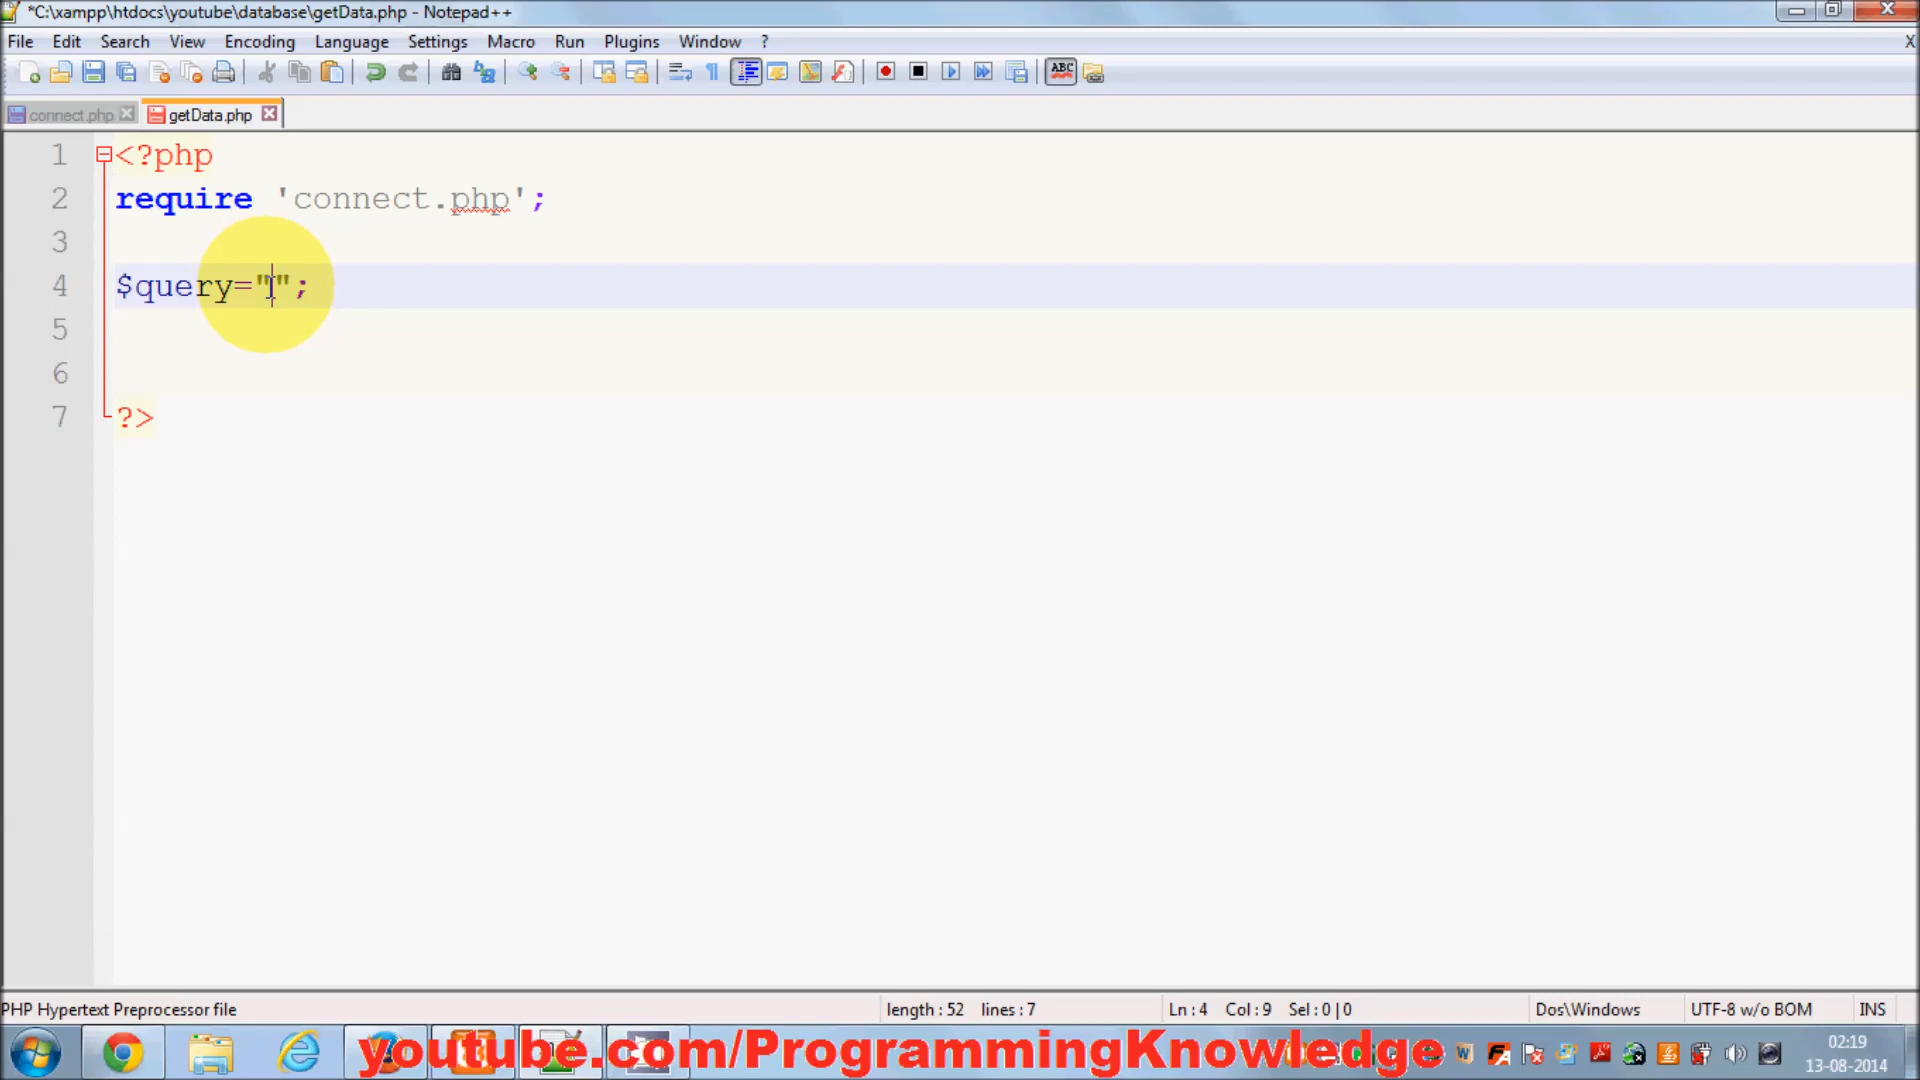 *C:\xampp\htdocs\youtube\database\getData.php - Notepad++
File Edit Search View Encoding Language Settings Macro Run Plugins Window ? X
ABC
connect.php getData.php
1 <?php
2 require 'connect.php';
3
4 $query="";
5
6
7 ?>
PHP Hypertext Preprocessor file length : 52 lines : 7 Ln : 4 Col : 9 Sel : 0 | 0 Dos\Windows UTF-8 w/o BOM INS
youtube.com/ProgrammingKnowledge
02:19
13-08-2014